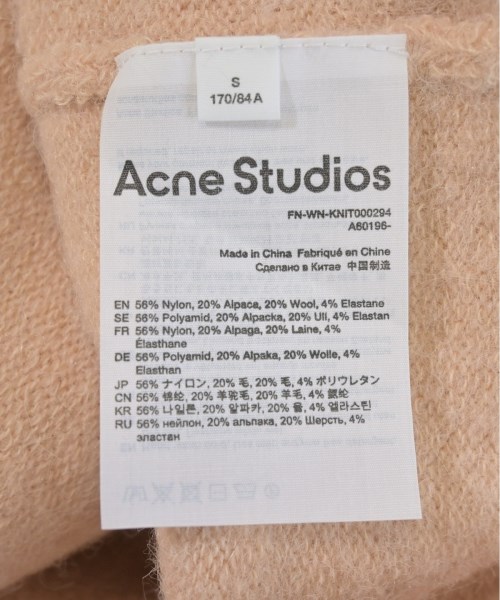 S
170/84A
Acne Studios
FN-WN-KNIT000294
A60195-
Made in China Fabriqué en Chine
Сделано в Китае 中国制造
EN 56% Nylon, 20% Alpaca, 20% Wool, 4% Elastane
SE 56% Polyamid, 20% Alpacka, 20% Ull, 4% Elastan
FR 56% Nylon, 20% Alpaga, 20% Laine, 4%
Élasthane
DE 56% Polyamid, 20% Alpaka, 20% Wolle, 4%
Elasthan
JP 56% ナイロン, 20% 毛, 20% 毛, 4% ポリウレタン
CN 56% 锦纶, 20% 羊驼毛, 20% 羊毛, 4% 氨纶
KR 56% 나일론, 20% 알파카, 20% 울, 4% 엘라스틴
RU 56% нейлон, 20% альпака, 20% Шерсть, 4%
эластан